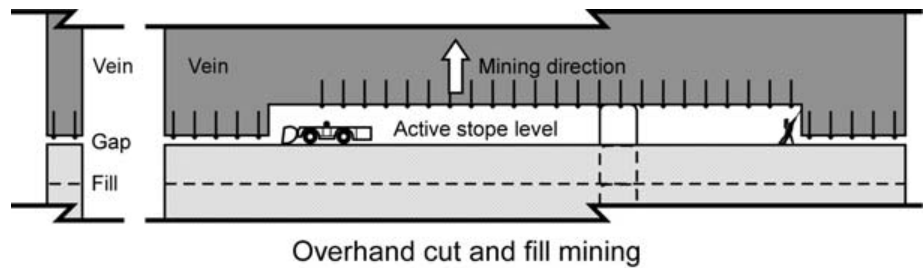 Vein
Vein
Mining direction
Active stope level
Gap
Fill
Overhand cut and fill mining